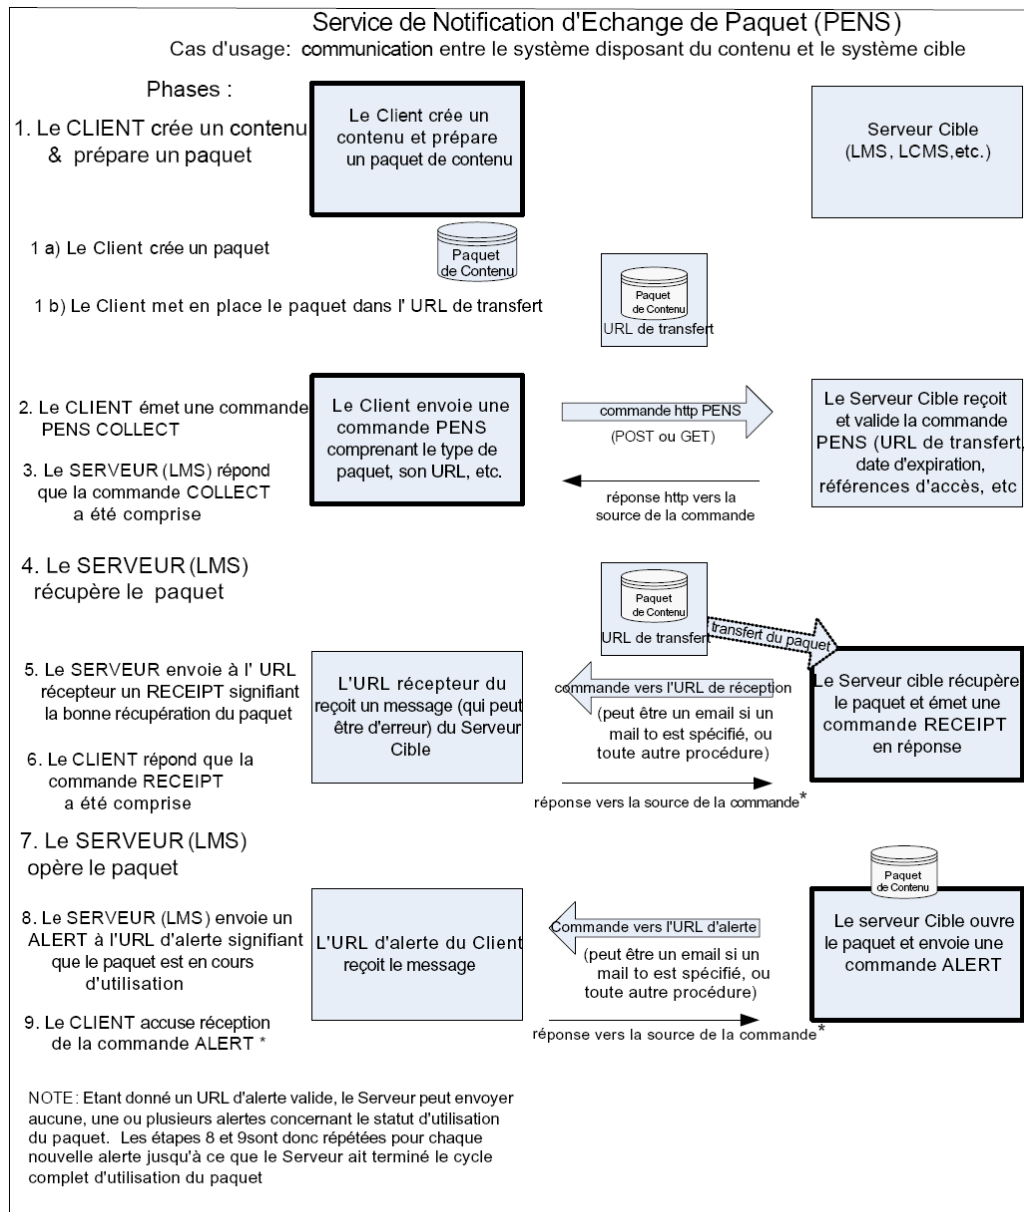 Service de Notification d'Echange de Paquet (PENS)
Cas d'usage: communication entre le système disposant du contenu et le système cible
Phases :
1. Le CLIENT crée un contenu
& prépare un paquet
Le Client crée un
contenu et prépare
un paquet de contenu
Serveur Cible
(LMS, LCMS,etc.)
1 a) Le Client crée un paquet
Paquet
de Contenu
1 b) Le Client met en place le paquet dans l' URL de transfert
Paquet
de Contenu
URL de transfert
2. Le CLIENT émet une commande
PENS COLLECT
3. Le SERVEUR (LMS) répond
que la commande COLLECT
a été comprise
Le Client envoie une
commande PENS
comprenant le type de
paquet, son URL, etc.
commande http PENS
(POST ou GET)
réponse http vers la
source de la commande
Le Serveur Cible reçoit
et valide la commande
PENS (URL de transfert,
date d'expiration,
références d'accès, etc
4. Le SERVEUR (LMS)
récupère le paquet
Paquet
de Contenu
URL de transfert
transfert du paquet
5. Le SERVEUR envoie à l' URL
récepteur un RECEIPT signifiant
la bonne récupération du paquet
6. Le CLIENT répond que la
commande RECEIPT
a été comprise
L'URL récepteur du
reçoit un message (qui peut
être d'erreur) du Serveur
Cible
commande vers l'URL de réception
(peut être un email si un
mail to est spécifié, ou
toute autre procédure)
réponse vers la source de la commande*
Le Serveur cible récupère
le paquet et émet une
commande RECEIPT
en réponse
7. Le SERVEUR (LMS)
opère le paquet
Paquet
de Contenu
8. Le SERVEUR (LMS) envoie un
ALERT à l'URL d'alerte signifiant
que le paquet est en cours
d'utilisation
9. Le CLIENT accuse réception
de la commande ALERT *
L'URL d'alerte du Client
reçoit le message
Commande vers l'URL d'alerte
(peut être un email si un
mail to est spécifié, ou
toute autre procédure)
réponse vers la source de la commande*
Le serveur Cible ouvre
le paquet et envoie une
commande ALERT
NOTE: Etant donné un URL d'alerte valide, le Serveur peut envoyer
aucune, une ou plusieurs alertes concernant le statut d'utilisation
du paquet. Les étapes 8 et 9sont donc répétées pour chaque
nouvelle alerte jusqu'à ce que le Serveur ait terminé le cycle
complet d'utilisation du paquet